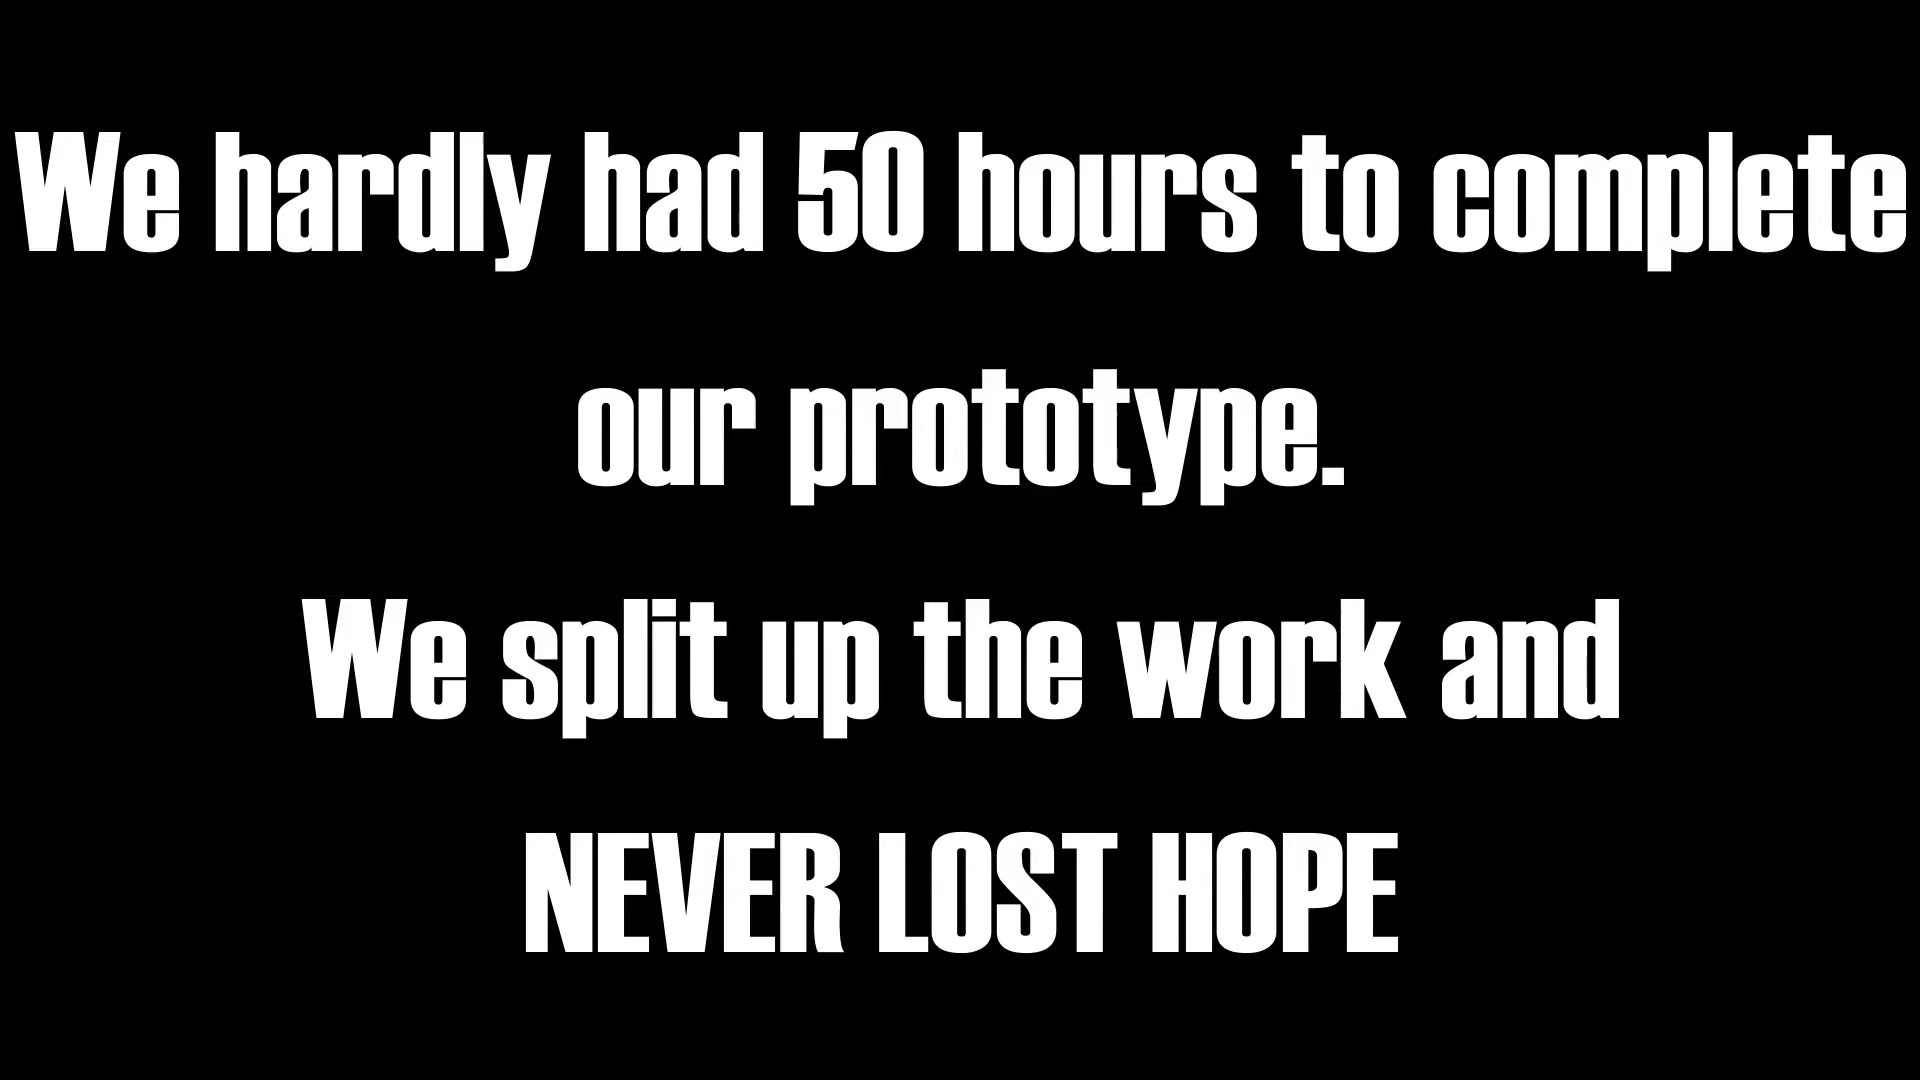 We hardly had 50 hours to complete
our prototype.
We split up the work and
NEVER LOST HOPE